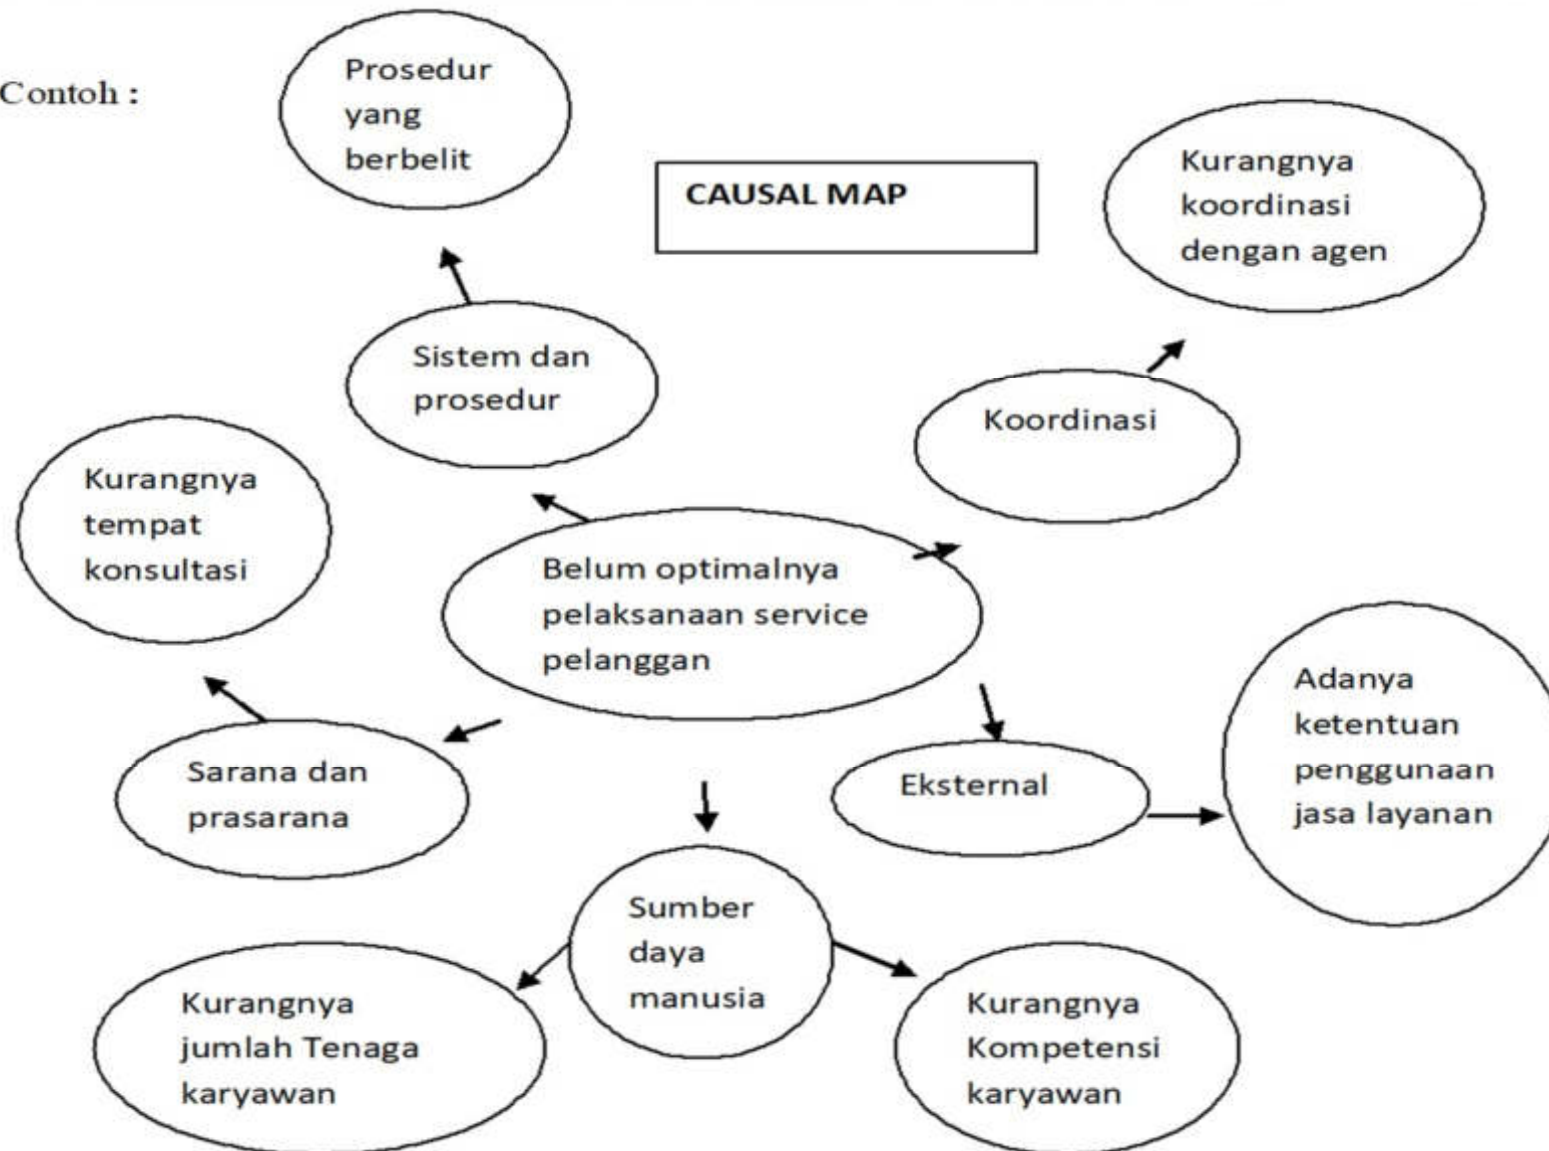 Contoh :
Prosedur
yang
berbelit
CAUSAL MAP
Kurangnya
koordinasi
dengan agen
Sistem dan
prosedur
Koordinasi
Kurangnya
tempat
konsultasi
Belum optimalnya
pelaksanaan service
pelanggan
Adanya
ketentuan
penggunaan
jasa layanan
Sarana dan
prasarana
Eksternal
Sumber
daya
manusia
Kurangnya
jumlah Tenaga
karyawan
Kurangnya
Kompetensi
karyawan